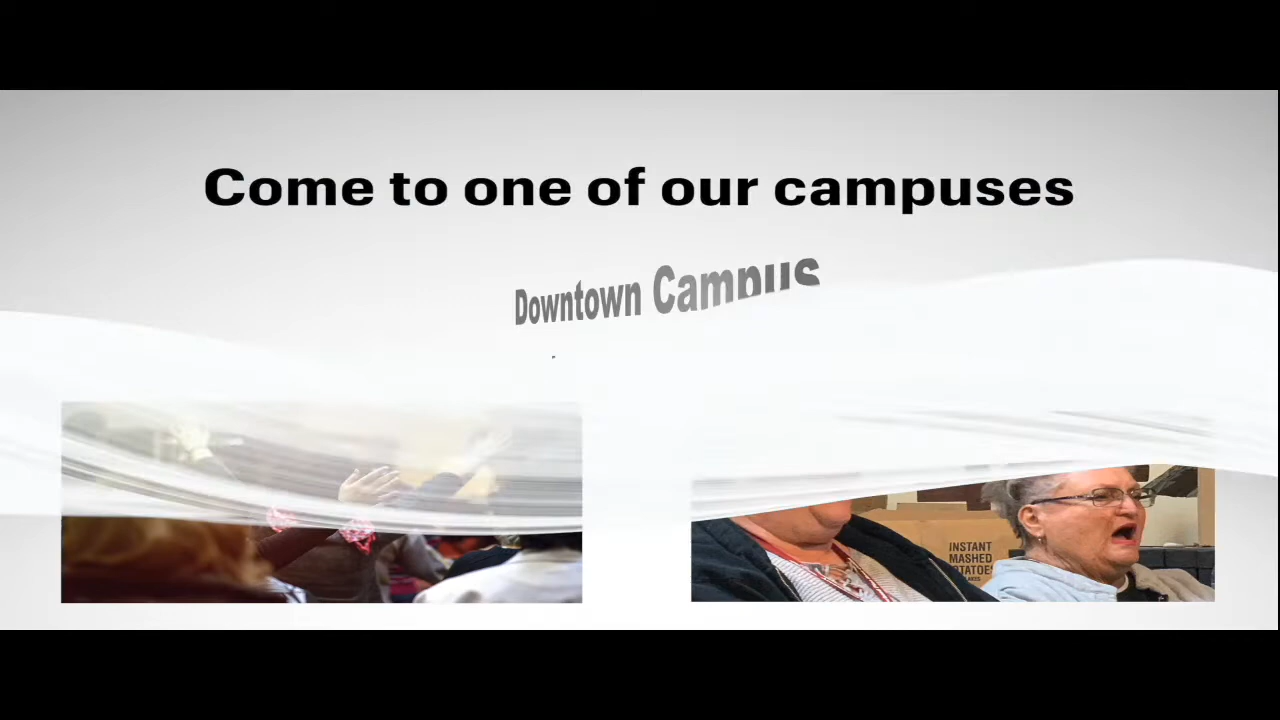 Come to one of our campuses
Downtown Campus
INSTANT
MASHED
POTATOES